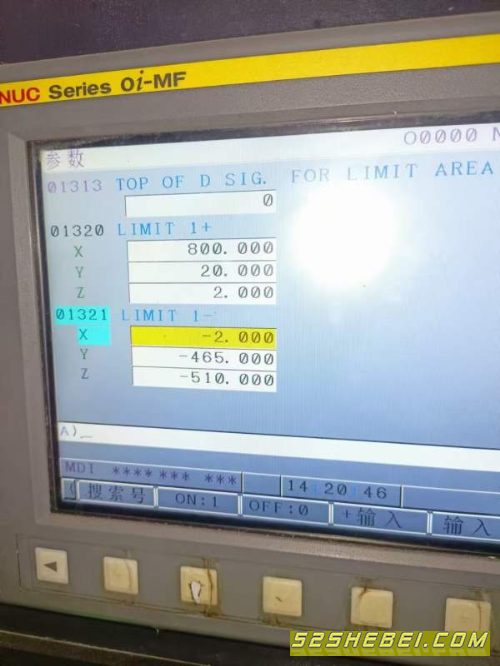 NUC Series 0i-MF
O0000 N
参数
01313 TOP OF D SIG. FOR LIMIT AREA
0
01320 LIMIT 1+
X 800.000
Y 20.000
Z 2.000
01321 LIMIT 1-
X -2.000
Y -465.000
Z -510.000
A)_
MDI **** *** ***
14:20:46
( 搜索号 ON:1 OFF:0 +输入 输入
52SHEBEI.COM